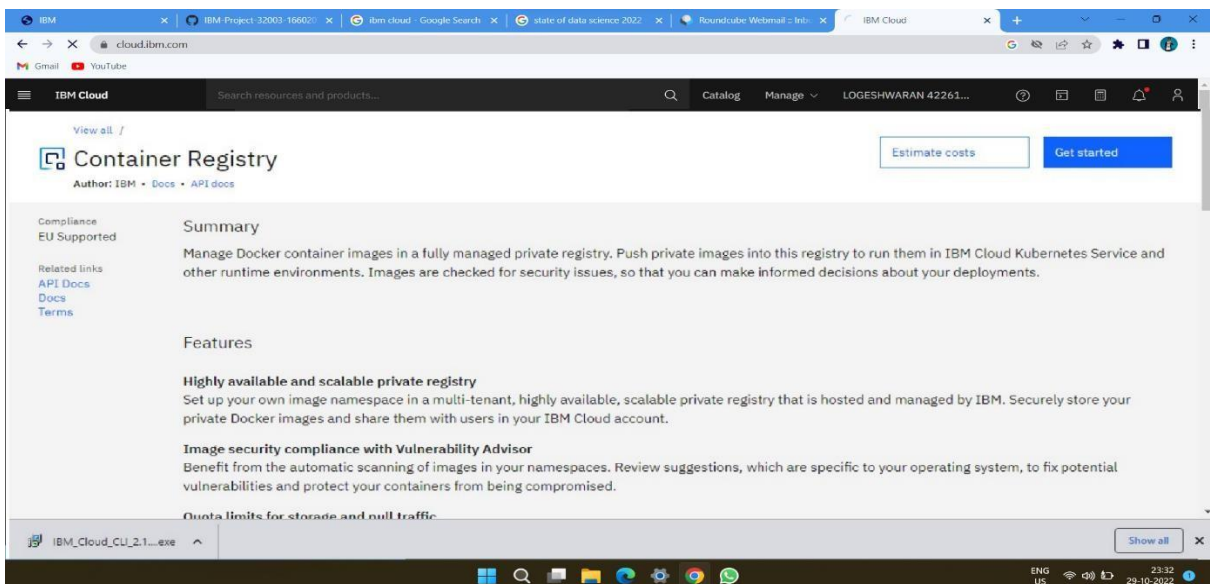 IBM
IBM-Project-32003-166020
ibm cloud - Google Search
state of data science 2022
Roundcube Webmail :: Inb
IBM Cloud
cloud.ibm.com
Gmail
YouTube
IBM Cloud
Search resources and products...
Catalog
Manage
LOGESHWARAN 42261...
View all /
Container Registry
Author: IBM • Docs • API docs
Estimate costs
Get started
Compliance
EU Supported
Related links
API Docs
Docs
Terms
Summary
Manage Docker container images in a fully managed private registry. Push private images into this registry to run them in IBM Cloud Kubernetes Service and
other runtime environments. Images are checked for security issues, so that you can make informed decisions about your deployments.
Features
Highly available and scalable private registry
Set up your own image namespace in a multi-tenant, highly available, scalable private registry that is hosted and managed by IBM. Securely store your
private Docker images and share them with users in your IBM Cloud account.
Image security compliance with Vulnerability Advisor
Benefit from the automatic scanning of images in your namespaces. Review suggestions, which are specific to your operating system, to fix potential
vulnerabilities and protect your containers from being compromised.
Quota limits for storage and pull traffic
IBM_Cloud_CLI_2.1....exe
Show all
ENG
US
23:32
29-10-2022